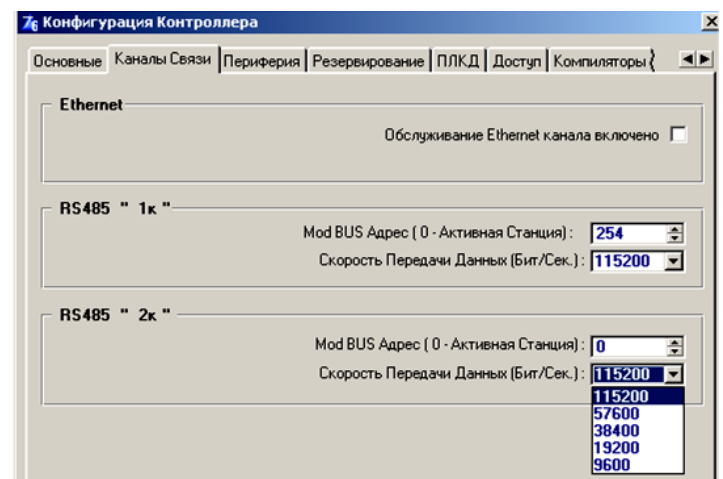 7б Конфигурация Контроллера
Основные Каналы Связи Периферия Резервирование ПЛКД Доступ Компиляторы
Ethernet
Обслуживание Ethernet канала включено
RS485 " 1к "
Mod BUS Адрес ( 0 - Активная Станция) : 254
Скорость Передачи Данных (Бит/Сек.) : 115200
RS485 " 2к "
Mod BUS Адрес ( 0 - Активная Станция) : 0
Скорость Передачи Данных (Бит/Сек.) : 115200
115200
57600
38400
19200
9600